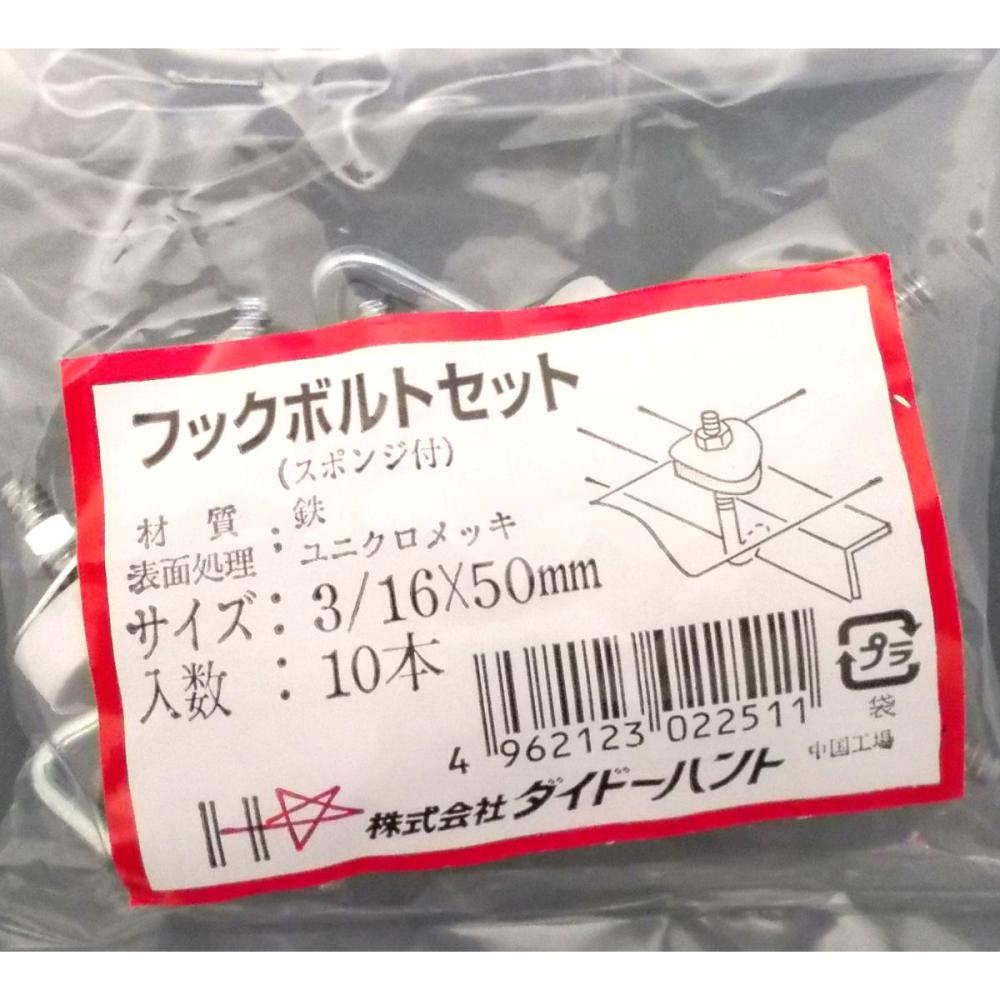 フックボルトセット
(スポンジ付)
材質:鉄
表面処理:ユニクロメッキ
サイズ:3/16X50mm
入数:10本
4 962123 022511
プラ
袋
中国工場
株式会社ダイドーハント